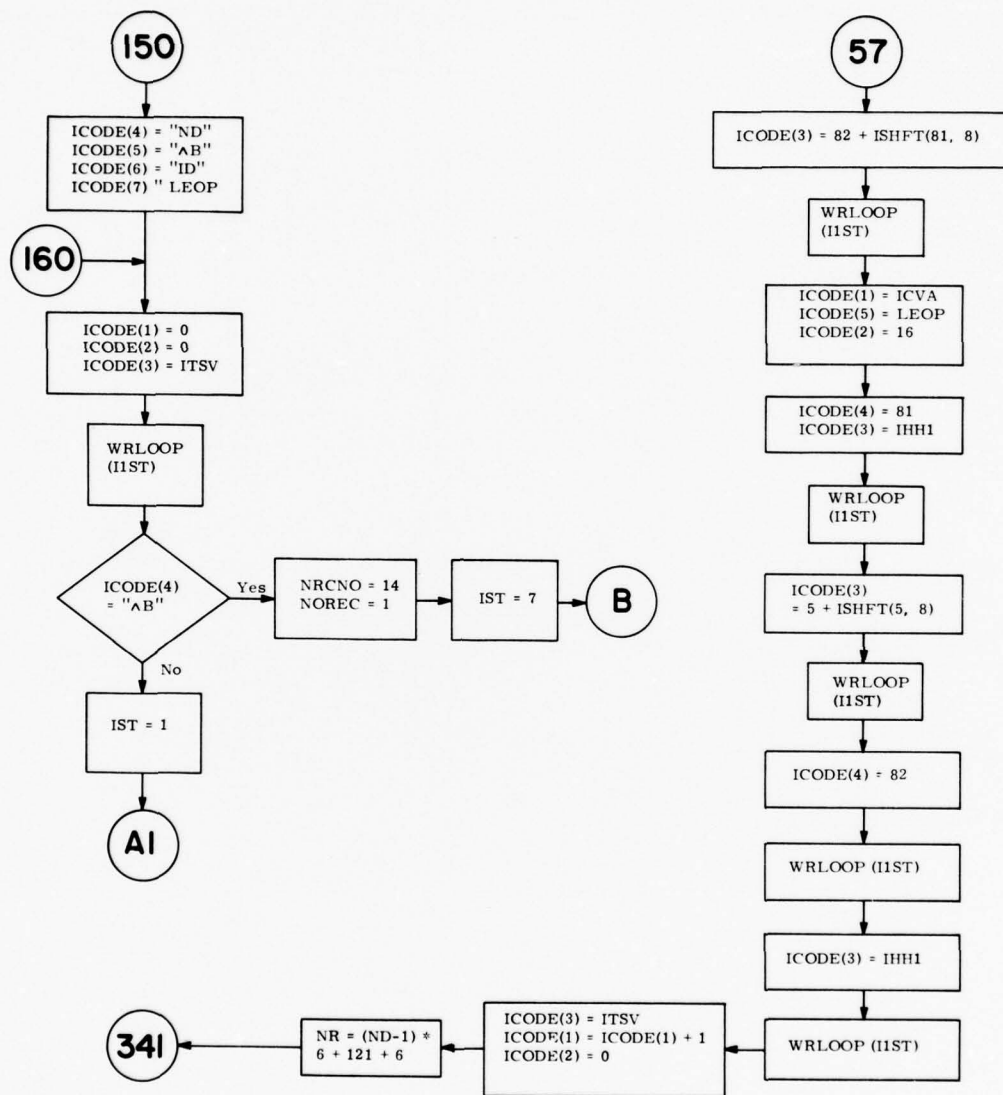 150
ICODE(4) = "ND"
ICODE(5) = "∧B"
ICODE(6) = "ID"
ICODE(7) " LEOP
160
ICODE(1) = 0
ICODE(2) = 0
ICODE(3) = ITSV
WRLOOP
(I1ST)
ICODE(4)
= "∧B"
Yes
NRCNO = 14
NOREC = 1
IST = 7
B
No
IST = 1
A1
57
ICODE(3) = 82 + ISHFT(81, 8)
WRLOOP
(I1ST)
ICODE(1) = ICVA
ICODE(5) = LEOP
ICODE(2) = 16
ICODE(4) = 81
ICODE(3) = IHH1
WRLOOP
(I1ST)
ICODE(3)
= 5 + ISHFT(5, 8)
WRLOOP
(I1ST)
ICODE(4) = 82
WRLOOP (I1ST)
ICODE(3) = IHH1
WRLOOP (I1ST)
ICODE(3) = ITSV
ICODE(1) = ICODE(1) + 1
ICODE(2) = 0
NR = (ND-1) *
6 + 121 + 6
341